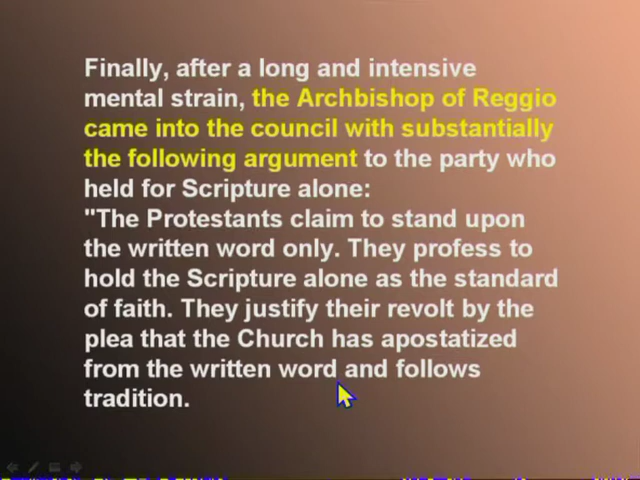 Finally, after a long and intensive
mental strain, the Archbishop of Reggio
came into the council with substantially
the following argument to the party who
held for Scripture alone:
"The Protestants claim to stand upon
the written word only. They profess to
hold the Scripture alone as the standard
of faith. They justify their revolt by the
plea that the Church has apostatized
from the written word and follows
tradition.